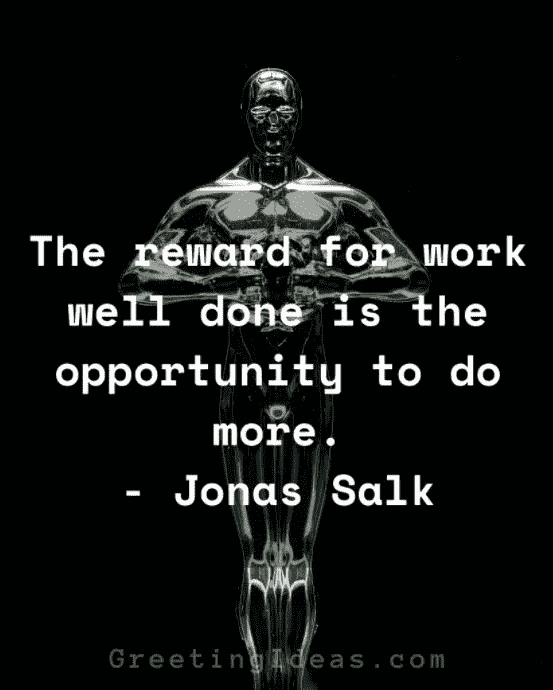 The reward for work
well done is the
opportunity to do
more.
- Jonas Salk
GreetingIdeas.com